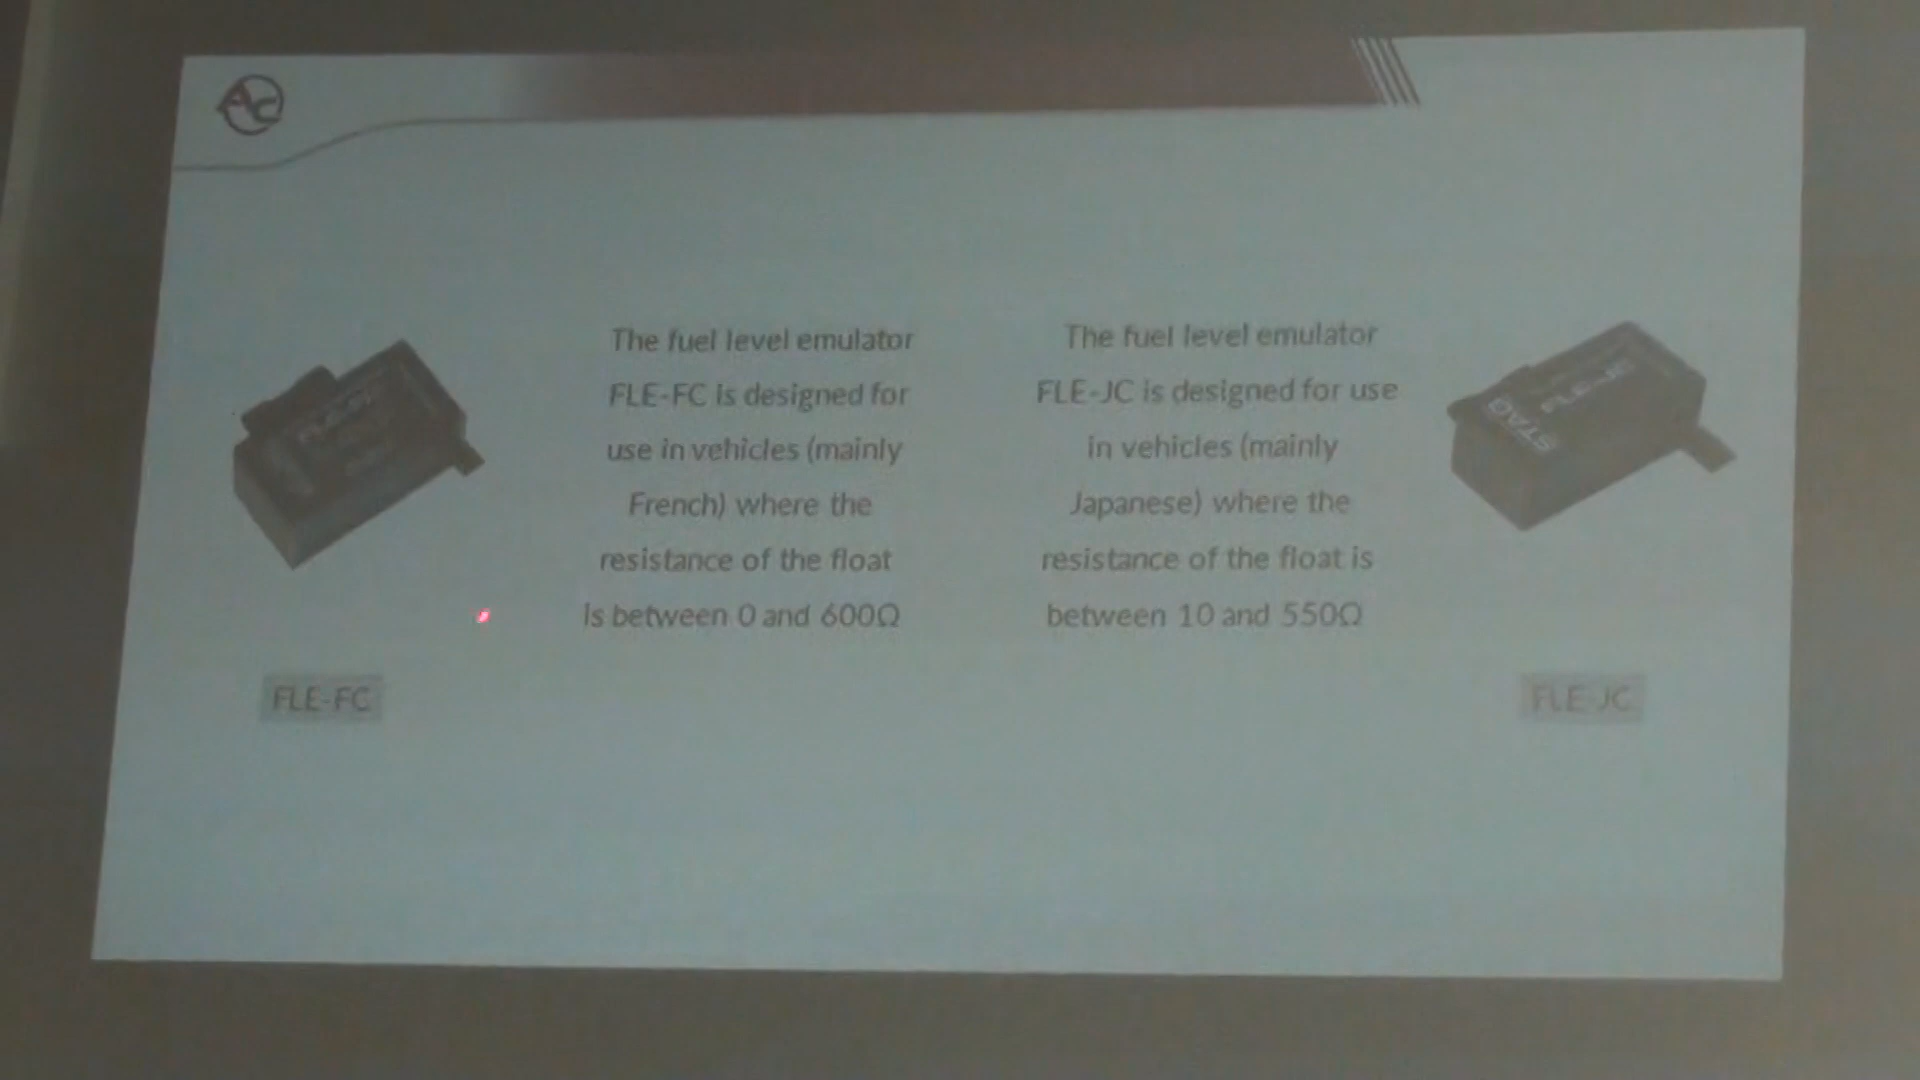 AC
The fuel level emulator
FLE-FC is designed for
use in vehicles (mainly
French) where the
resistance of the float
is between 0 and 600Ω
The fuel level emulator
FLE-JC is designed for use
in vehicles (mainly
Japanese) where the
resistance of the float is
between 10 and 550Ω
STAG
FLE-FC
FLE-JC